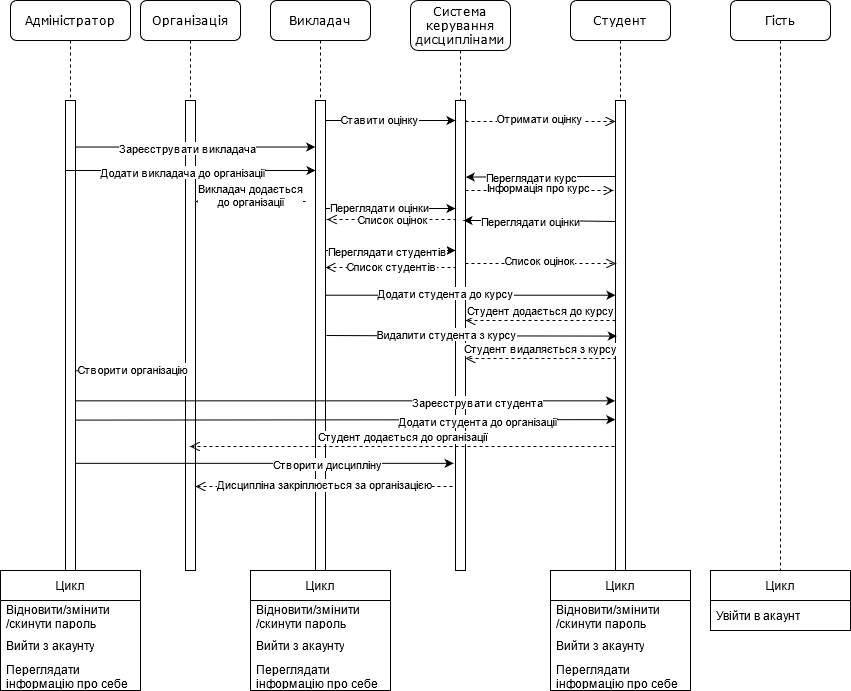 Адміністратор
Організація
Викладач
Система
керування
дисциплінами
Студент
Гість
Ставити оцінку
Отримати оцінку
Зареєструвати викладача
Додати викладача до організації
Переглядати курс
Інформація про курс
Викладач додається
до організації
Переглядати оцінки
Список оцінок
Переглядати оцінки
Переглядати студентів
Список оцінок
Список студентів
Додати студента до курсу
Студент додається до курсу
Видалити студента з курсу
Студент видаляється з курсу
Створити організацію
Зареєструвати студента
Додати студента до організації
Студент додається до організації
Створити дисципліну
Дисципліна закріплюється за організацією
Цикл
Відновити/змінити
/скинути пароль
Вийти з акаунту
Переглядати
інформацію про себе
Цикл
Відновити/змінити
/скинути пароль
Вийти з акаунту
Переглядати
інформацію про себе
Цикл
Відновити/змінити
/скинути пароль
Вийти з акаунту
Переглядати
інформацію про себе
Цикл
Увійти в акаунт